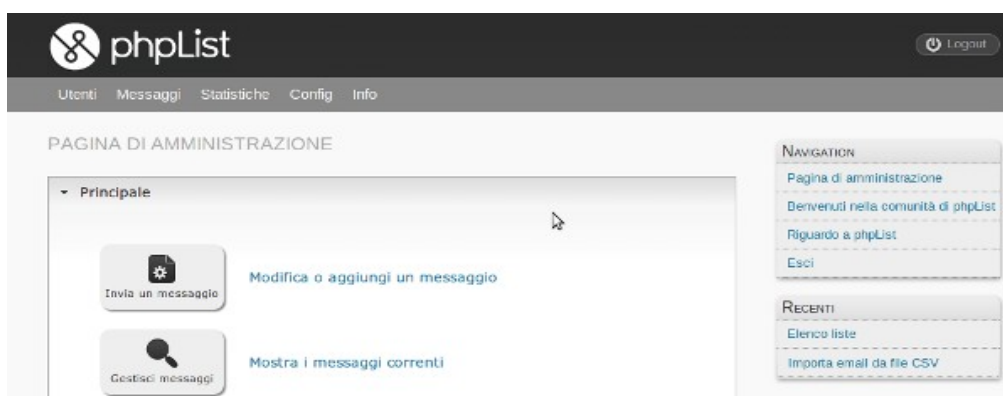 phpList
Logout
Utenti Messaggi Statistiche Config Info
PAGINA DI AMMINISTRAZIONE
Principale
Invia un messaggio
Modifica o aggiungi un messaggio
Gestisci messaggi
Mostra i messaggi correnti
NAVIGATION
Pagina di amministrazione
Benvenuti nella comunità di phpList
Riguardo a phpList
Esci
RECENTI
Elenco liste
Importa email da file CSV